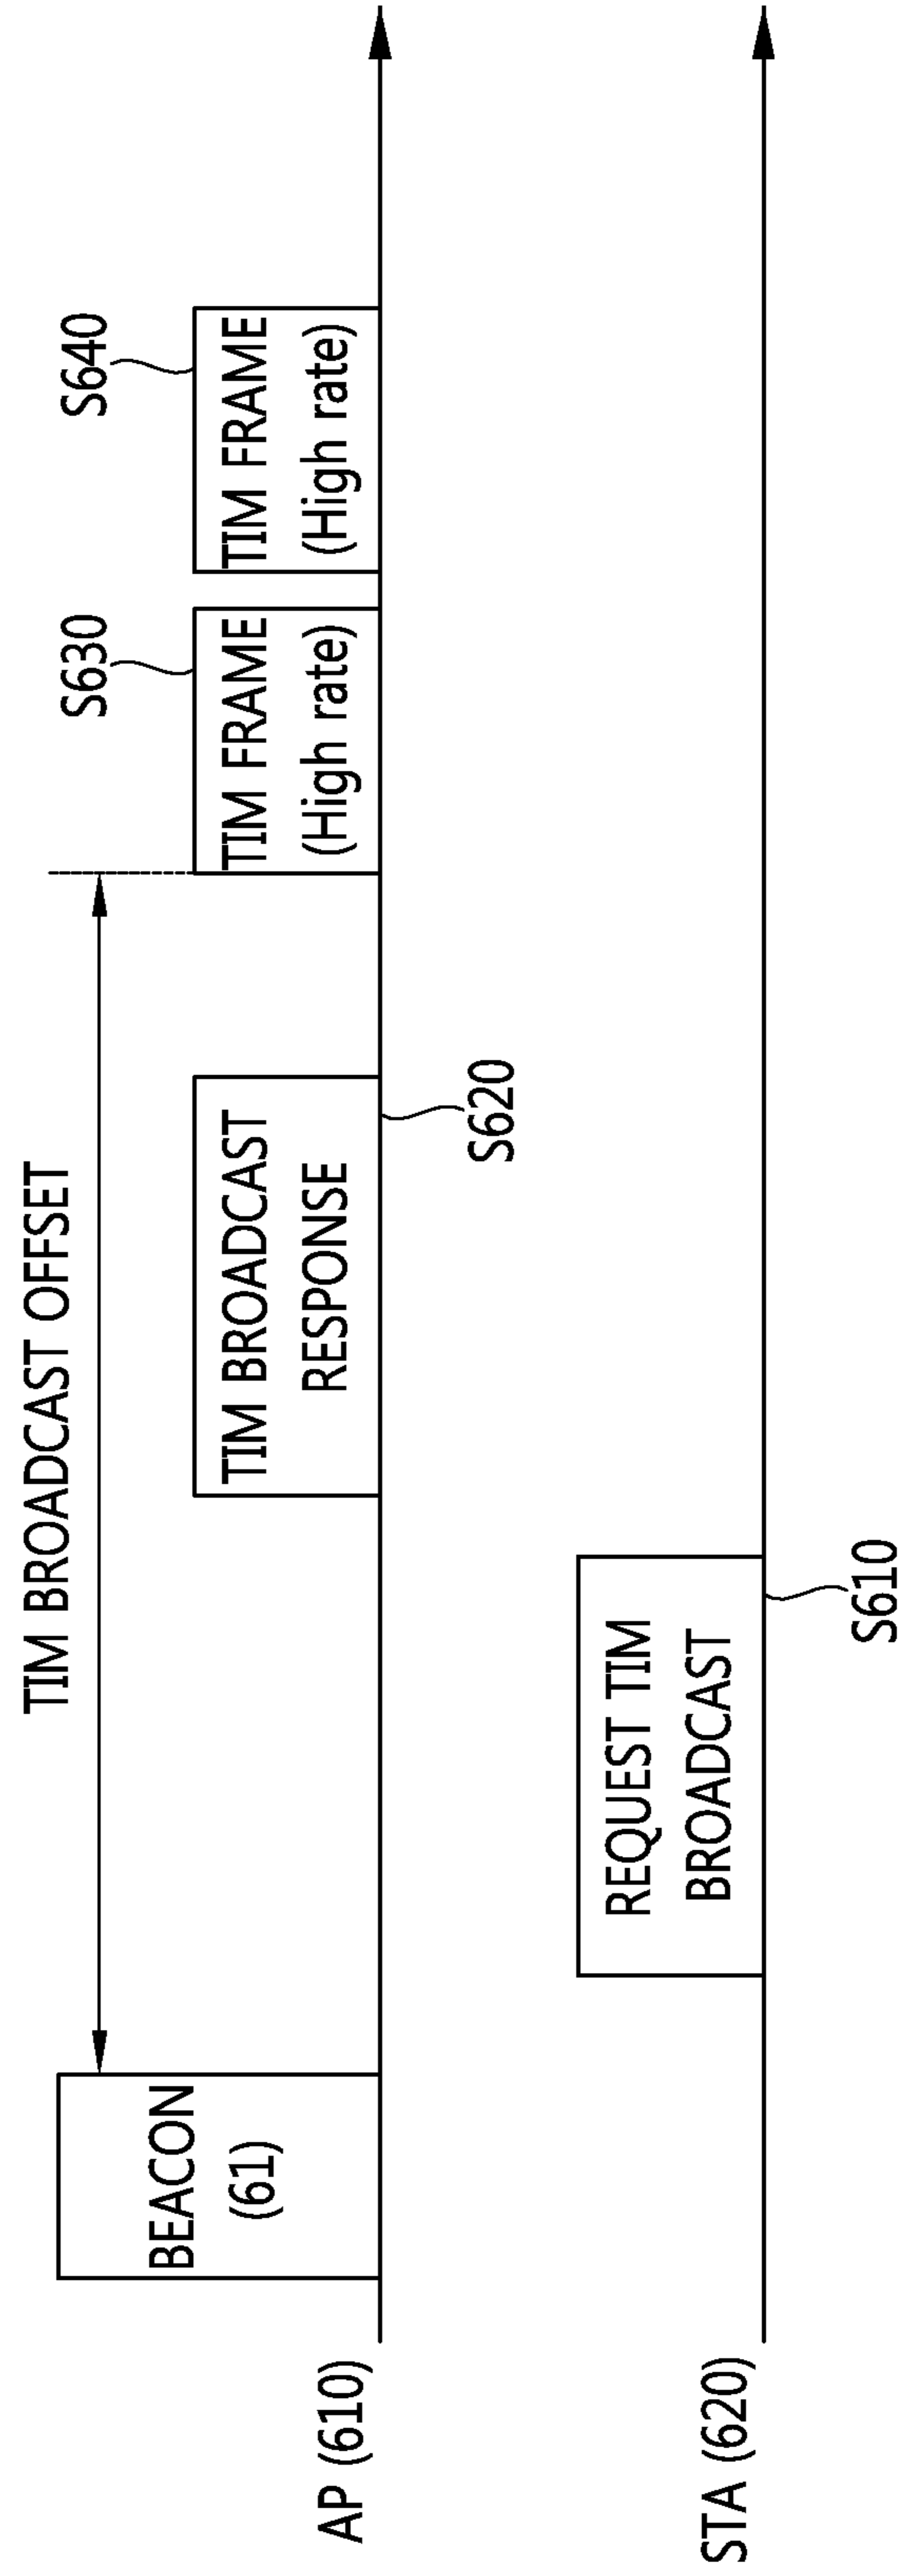 TIM BROADCAST OFFSET
BEACON
(61)
TIM BROADCAST
RESPONSE
S620
S630
TIM FRAME
(High rate)
S640
TIM FRAME
(High rate)
AP (610)
REQUEST TIM
BROADCAST
S610
STA (620)